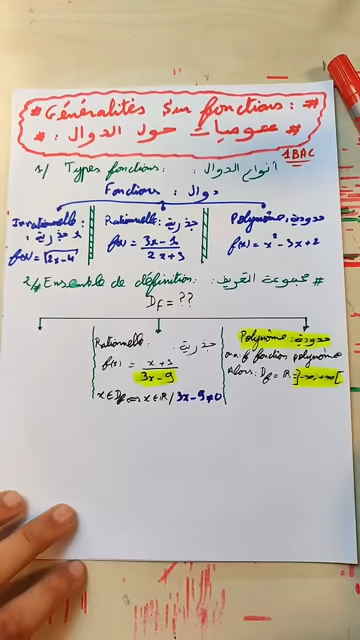 # Généralités sur fonctions: #
# عموميات حول الدوال: #
1BAC
1/ Types fonctions: أنواع الدوال:
Fonctions: دوال
Irrationnelle: جذرية
f(x) = √2x-4
Rationnelle: جذرية:
f(x) = 3x-1 / 2x+3
Polynôme: حدودية:
f(x) = x² - 3x + 2
2/ Ensemble de définition: مجموعة التعريف: #
Df = ??
Rationnelle: جذرية:
f(x) = x+1 / 3x-9
x ∈ Df ⇔ x ∈ ℝ / 3x-9 ≠ 0
Polynôme: حدودية:
on a f fonction polynôme
Alors: Df = ℝ = ]-∞;+∞[